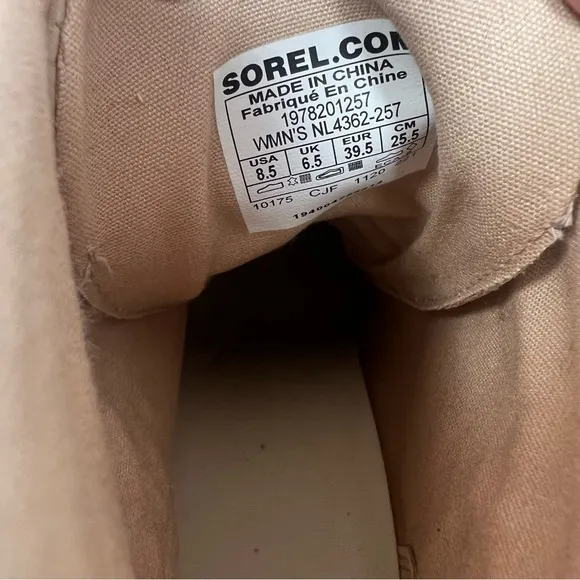 SOREL.COM
MADE IN CHINA
Fabriqué En Chine
1978201257
WMN'S NL4362-257
USA UK EUR CM
8.5 6.5 39.5 25.5
10175 CJF 1120